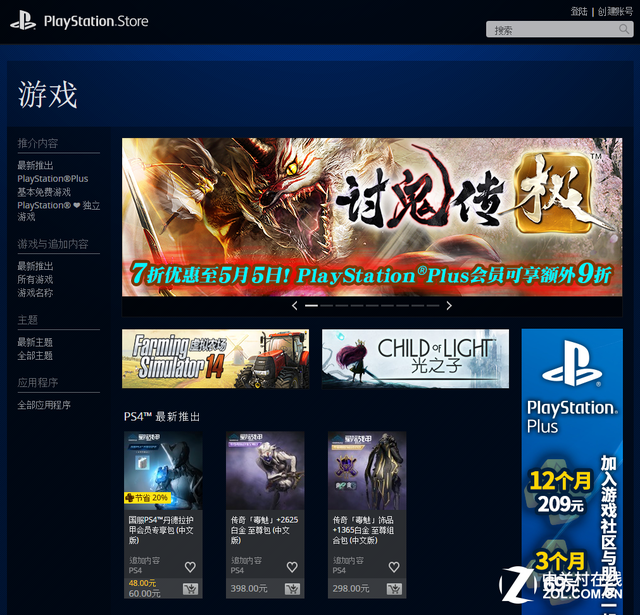 PlayStation.Store
登陆 | 创建账号
搜索
游戏
推介内容
最新推出
PlayStation®Plus
基本免费游戏
PlayStation® ❤ 独立
游戏
游戏与追加内容
最新推出
所有游戏
游戏名称
主题
最新主题
全部主题
应用程序
全部应用程序
讨鬼传 极 TM
7折优惠至5月5日! PlayStation®Plus会员可享额外9折
Farming 虚拟农场
Simulator 14
CHILD OF LIGHT
光之子
PS4™ 最新推出
节省 20%
国服PS4™丹德拉护
甲会员专享包 (中文
版)
追加内容
PS4
48.00元
60.00元
传奇「毒魅」+2625
白金 至尊包 (中文
版)
追加内容
PS4
398.00元
传奇「毒魅」饰品
+1365白金 至尊组
合包 (中文版)
追加内容
PS4
298.00元
PlayStation®
Plus
12个月
209元
3个月
69元
加入游戏社区与朋友一起
中关村在线
ZOL.COM.CN